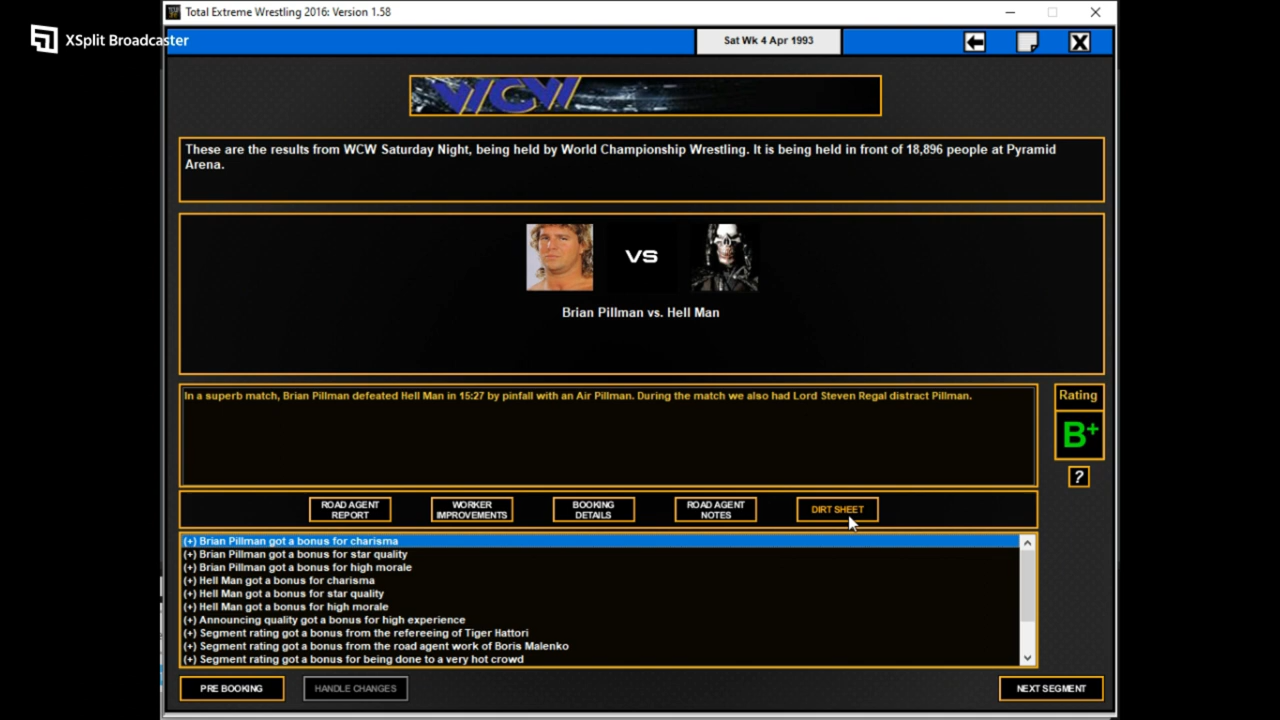 Total Extreme Wrestling 2016: Version 1.58
XSplit Broadcaster
Sat Wk 4 Apr 1993
WCW
These are the results from WCW Saturday Night, being held by World Championship Wrestling. It is being held in front of 18,896 people at Pyramid
Arena.
VS
Brian Pillman vs. Hell Man
In a superb match, Brian Pillman defeated Hell Man in 15:27 by pinfall with an Air Pillman. During the match we also had Lord Steven Regal distract Pillman.
Rating
B+
?
ROAD AGENT
REPORT
WORKER
IMPROVEMENTS
BOOKING
DETAILS
ROAD AGENT
NOTES
DIRT SHEET
(+) Brian Pillman got a bonus for charisma
(+) Brian Pillman got a bonus for star quality
(+) Brian Pillman got a bonus for high morale
(+) Hell Man got a bonus for charisma
(+) Hell Man got a bonus for star quality
(+) Hell Man got a bonus for high morale
(+) Announcing quality got a bonus for high experience
(+) Segment rating got a bonus from the refereeing of Tiger Hattori
(+) Segment rating got a bonus from the road agent work of Boris Malenko
(+) Segment rating got a bonus for being done to a very hot crowd
PRE BOOKING
HANDLE CHANGES
NEXT SEGMENT